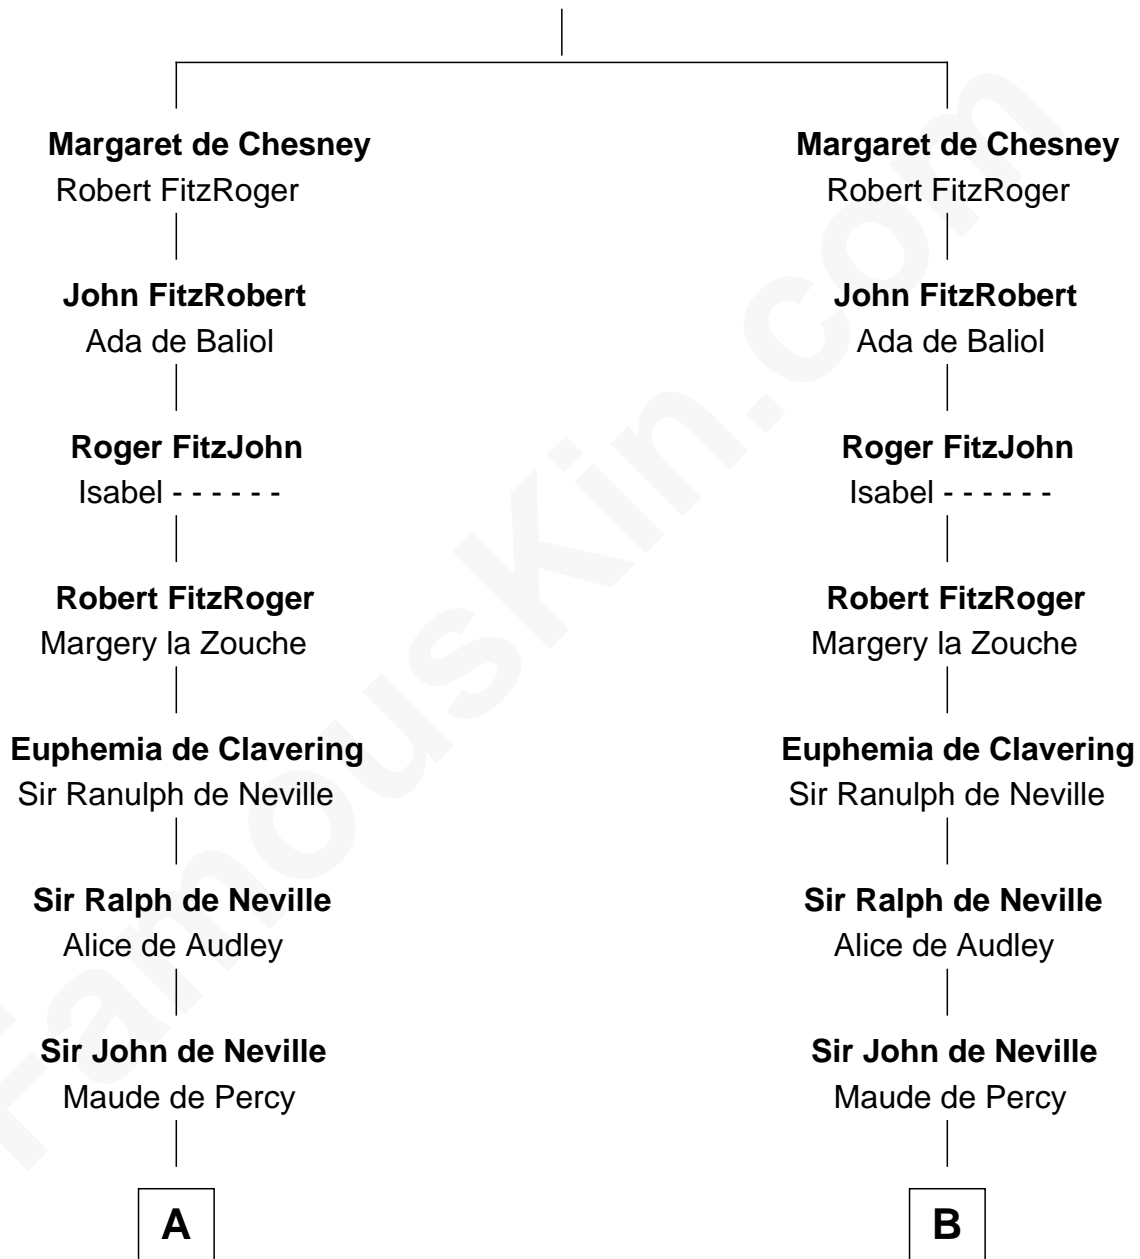 Margaret de Chesney
Robert FitzRoger
John FitzRobert
Ada de Baliol
Roger FitzJohn
Isabel - - - - - -
Robert FitzRoger
Margery la Zouche
Euphemia de Clavering
Sir Ranulph de Neville
Sir Ralph de Neville
Alice de Audley
Sir John de Neville
Maude de Percy
A
Margaret de Chesney
Robert FitzRoger
John FitzRobert
Ada de Baliol
Roger FitzJohn
Isabel - - - - - -
Robert FitzRoger
Margery la Zouche
Euphemia de Clavering
Sir Ranulph de Neville
Sir Ralph de Neville
Alice de Audley
Sir John de Neville
Maude de Percy
B
FamousKin.com